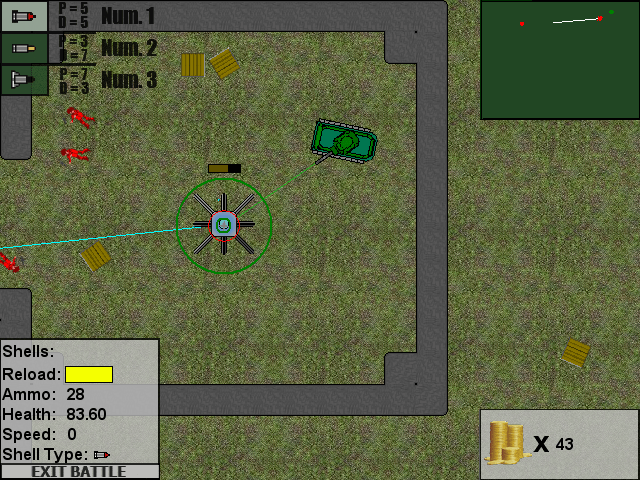 P = 5
D = 5
Num. 1
P = 3
D = 7
Num. 2
P = 7
D = 3
Num. 3
Shells:
Reload:
Ammo: 28
Health: 83.60
Speed: 0
Shell Type:
EXIT BATTLE
X 43